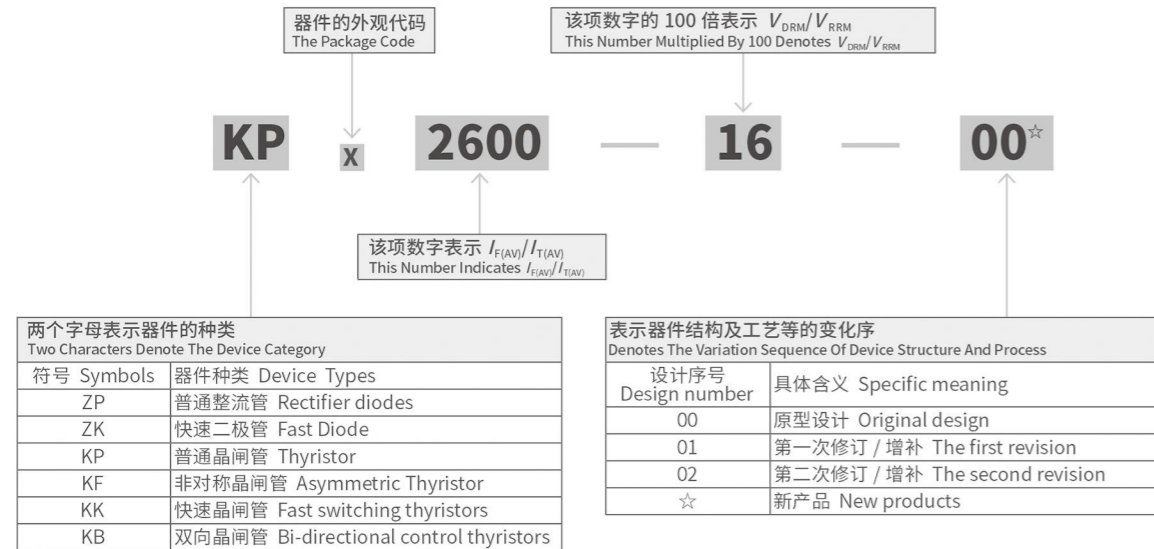 器件的外观代码
The Package Code
该项数字的 100 倍表示 VDRM/VRRM
This Number Multiplied By 100 Denotes VDRM/VRRM
KP x 2600 — 16 — 00☆
该项数字表示 IF(AV)/IT(AV)
This Number Indicates IF(AV)/IT(AV)
两个字母表示器件的种类
Two Characters Denote The Device Category
符号 Symbols 器件种类 Device Types
ZP 普通整流管 Rectifier diodes
ZK 快速二极管 Fast Diode
KP 普通晶闸管 Thyristor
KF 非对称晶闸管 Asymmetric Thyristor
KK 快速晶闸管 Fast switching thyristors
KB 双向晶闸管 Bi-directional control thyristors
表示器件结构及工艺等的变化序
Denotes The Variation Sequence Of Device Structure And Process
设计序号
Design number
具体含义 Specific meaning
00 原型设计 Original design
01 第一次修订 / 增补 The first revision
02 第二次修订 / 增补 The second revision
☆ 新产品 New products